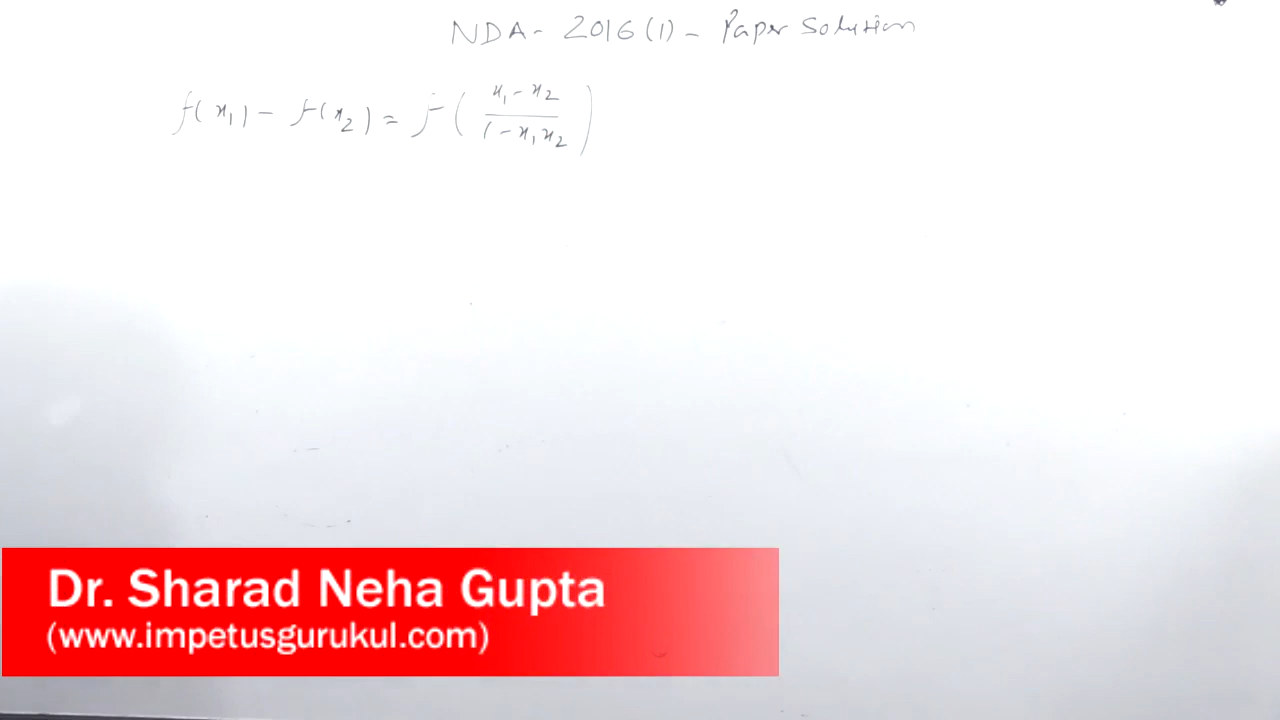 NDA - 2016 (1) - Paper Solution
f(x₁) - f(x₂) = f( (x₁ - x₂) / (1 - x₁x₂) )
Dr. Sharad Neha Gupta
(www.impetusgurukul.com)